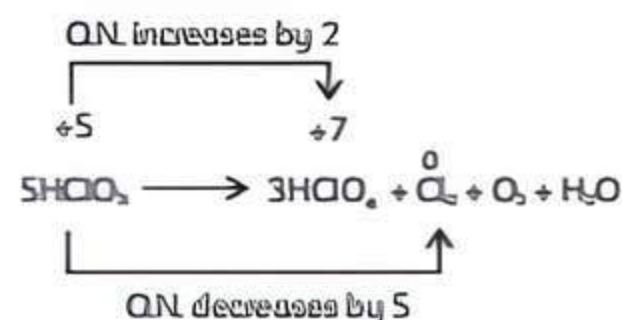 O.N. increases by 2
+5 +7
0
5HClO₃ ⟶ 3HClO₄ + Cl₂ + O₂ + H₂O
O.N. decreases by 5